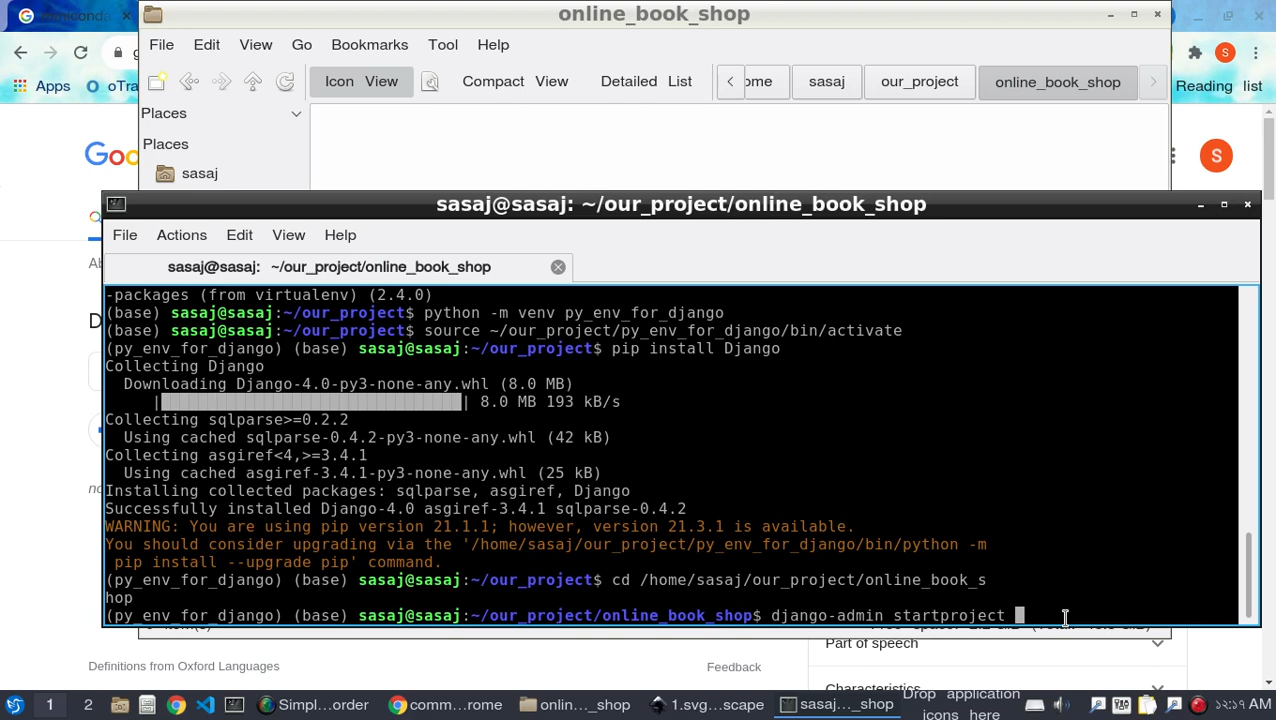 online_book_shop
File Edit View Go Bookmarks Tool Help
Icon View Compact View Detailed List ome sasaj our_project online_book_shop
S
Apps oTra Reading list
Places
Places
sasaj
Goo
S
sasaj@sasaj: ~/our_project/online_book_shop
File Actions Edit View Help
sasaj@sasaj: ~/our_project/online_book_shop
-packages (from virtualenv) (2.4.0)
(base) sasaj@sasaj:~/our_project$ python -m venv py_env_for_django
(base) sasaj@sasaj:~/our_project$ source ~/our_project/py_env_for_django/bin/activate
(py_env_for_django) (base) sasaj@sasaj:~/our_project$ pip install Django
Collecting Django
Downloading Django-4.0-py3-none-any.whl (8.0 MB)
|████████████████████████████████| 8.0 MB 193 kB/s
Collecting sqlparse>=0.2.2
Using cached sqlparse-0.4.2-py3-none-any.whl (42 kB)
Collecting asgiref<4,>=3.4.1
Using cached asgiref-3.4.1-py3-none-any.whl (25 kB)
Installing collected packages: sqlparse, asgiref, Django
Successfully installed Django-4.0 asgiref-3.4.1 sqlparse-0.4.2
WARNING: You are using pip version 21.1.1; however, version 21.3.1 is available.
You should consider upgrading via the '/home/sasaj/our_project/py_env_for_django/bin/python -m
pip install --upgrade pip' command.
(py_env_for_django) (base) sasaj@sasaj:~/our_project$ cd /home/sasaj/our_project/online_book_s
hop
(py_env_for_django) (base) sasaj@sasaj:~/our_project/online_book_shop$ django-admin startproject
Part of speech
Definitions from Oxford Languages Feedback
1 2 Simpl...order comm...rome onlin..._shop 1.svg...scape sasaj..._shop Drop application icons here ১২:১৭ AM